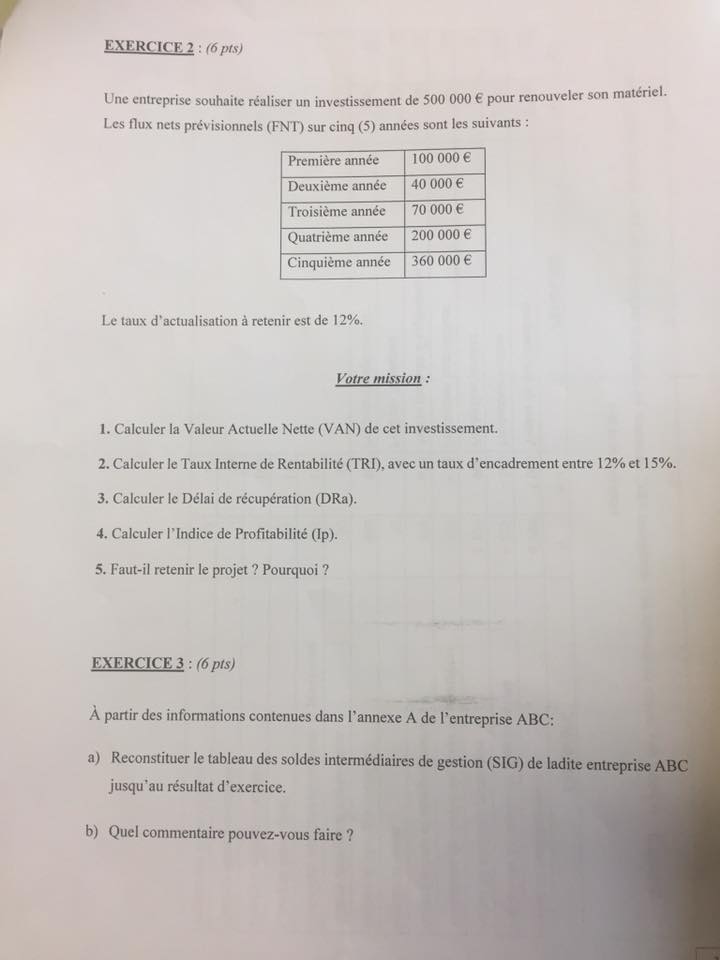 EXERCICE 2 : (6 pts)
Une entreprise souhaite réaliser un investissement de 500 000 € pour renouveler son matériel.
Les flux nets prévisionnels (FNT) sur cinq (5) années sont les suivants :
Première année 100 000 €
Deuxième année 40 000 €
Troisième année 70 000 €
Quatrième année 200 000 €
Cinquième année 360 000 €
Le taux d'actualisation à retenir est de 12%.
Votre mission :
1. Calculer la Valeur Actuelle Nette (VAN) de cet investissement.
2. Calculer le Taux Interne de Rentabilité (TRI), avec un taux d'encadrement entre 12% et 15%.
3. Calculer le Délai de récupération (DRa).
4. Calculer l'Indice de Profitabilité (Ip).
5. Faut-il retenir le projet ? Pourquoi ?
EXERCICE 3 : (6 pts)
À partir des informations contenues dans l'annexe A de l'entreprise ABC:
a) Reconstituer le tableau des soldes intermédiaires de gestion (SIG) de ladite entreprise ABC
jusqu'au résultat d'exercice.
b) Quel commentaire pouvez-vous faire ?